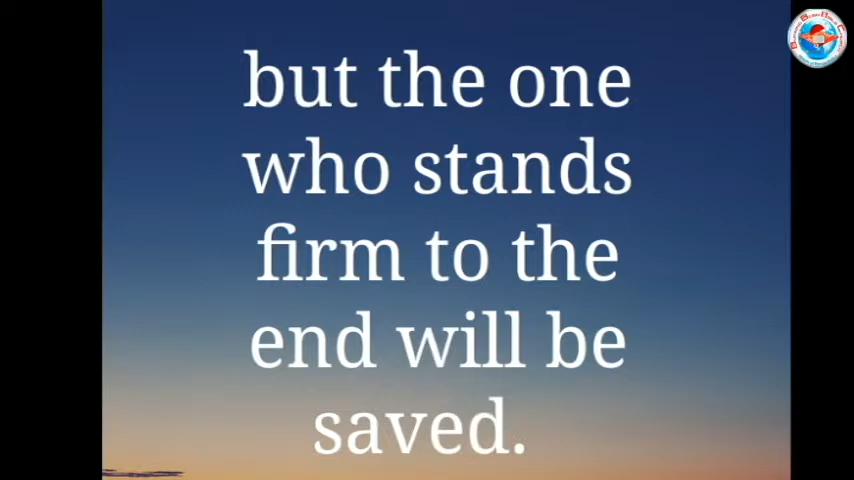 but the one
who stands
firm to the
end will be
saved.